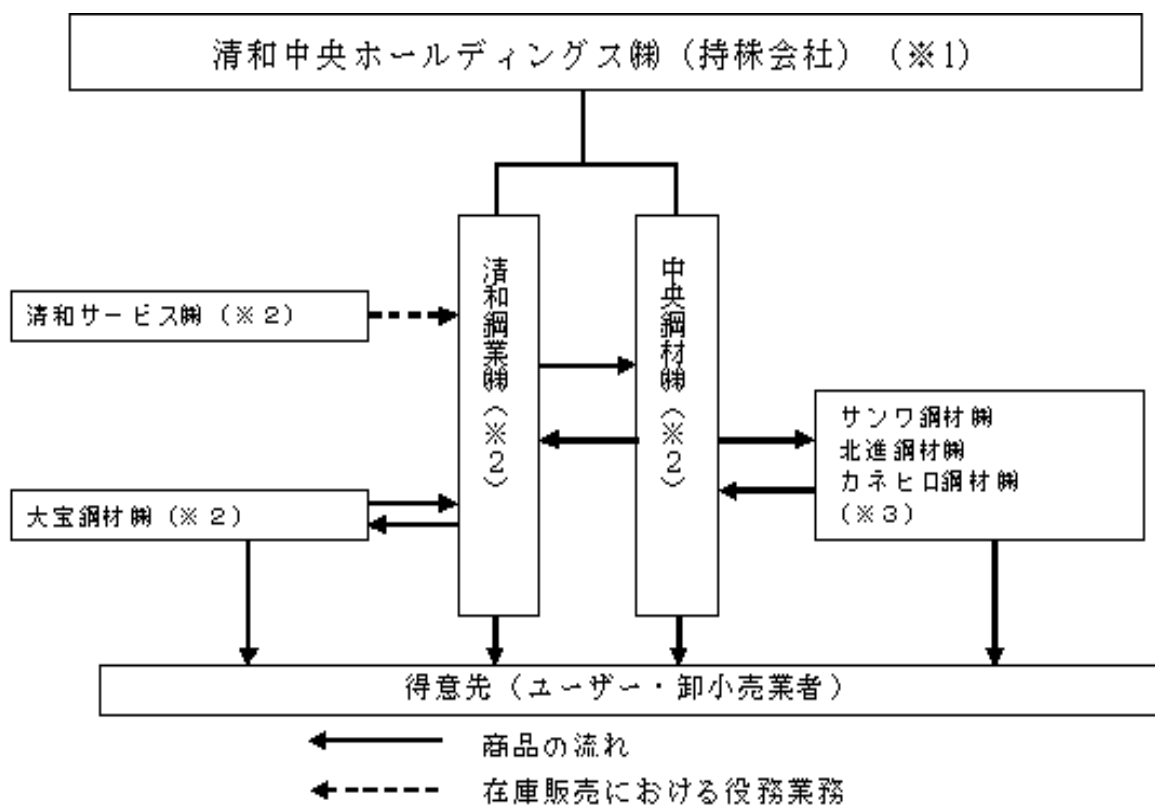 清和中央ホールディングス㈱（持株会社）（※1）
清和鋼業㈱（※2）
中央鋼材㈱（※2）
清和サービス㈱（※２）
サンワ鋼材㈱
北進鋼材㈱
カネヒロ鋼材㈱
（※３）
大宝鋼材㈱（※２）
得意先（ユーザー・卸小売業者）
商品の流れ
在庫販売における役務業務